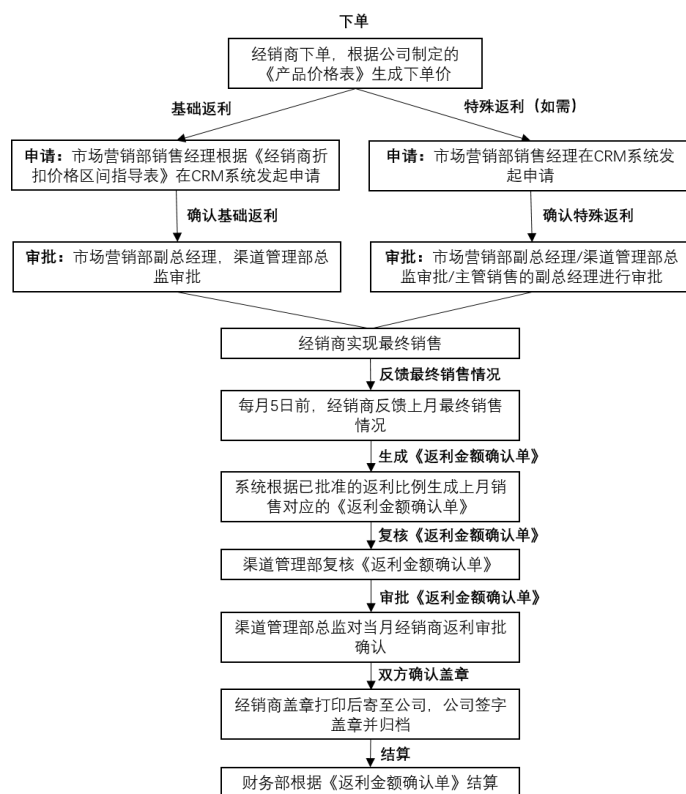 下单
经销商下单，根据公司制定的
《产品价格表》生成下单价
基础返利
特殊返利（如需）
申请：市场营销部销售经理根据《经销商折
扣价格区间指导表》在CRM系统发起申请
申请：市场营销部销售经理在CRM系统发
起申请
确认基础返利
确认特殊返利
审批：市场营销部副总经理，渠道管理部总
监审批
审批：市场营销部副总经理/渠道管理部总
监审批/主管销售的副总经理进行审批
经销商实现最终销售
反馈最终销售情况
每月5日前，经销商反馈上月最终销售
情况
生成《返利金额确认单》
系统根据已批准的返利比例生成上月销
售对应的《返利金额确认单》
复核《返利金额确认单》
渠道管理部复核《返利金额确认单》
审批《返利金额确认单》
渠道管理部总监对当月经销商返利审批
确认
双方确认盖章
经销商盖章打印后寄至公司，公司签字
盖章并归档
结算
财务部根据《返利金额确认单》结算